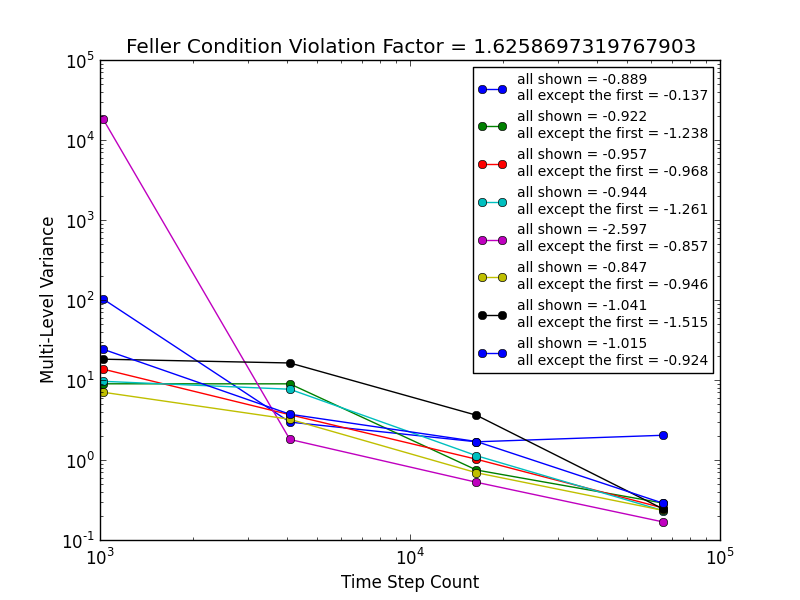 Feller Condition Violation Factor = 1.6258697319767903
10^5
10^4
10^3
10^2
10^1
10^0
10^-1
Multi-Level Variance
all shown = -0.889
all except the first = -0.137
all shown = -0.922
all except the first = -1.238
all shown = -0.957
all except the first = -0.968
all shown = -0.944
all except the first = -1.261
all shown = -2.597
all except the first = -0.857
all shown = -0.847
all except the first = -0.946
all shown = -1.041
all except the first = -1.515
all shown = -1.015
all except the first = -0.924
10^3
10^4
10^5
Time Step Count